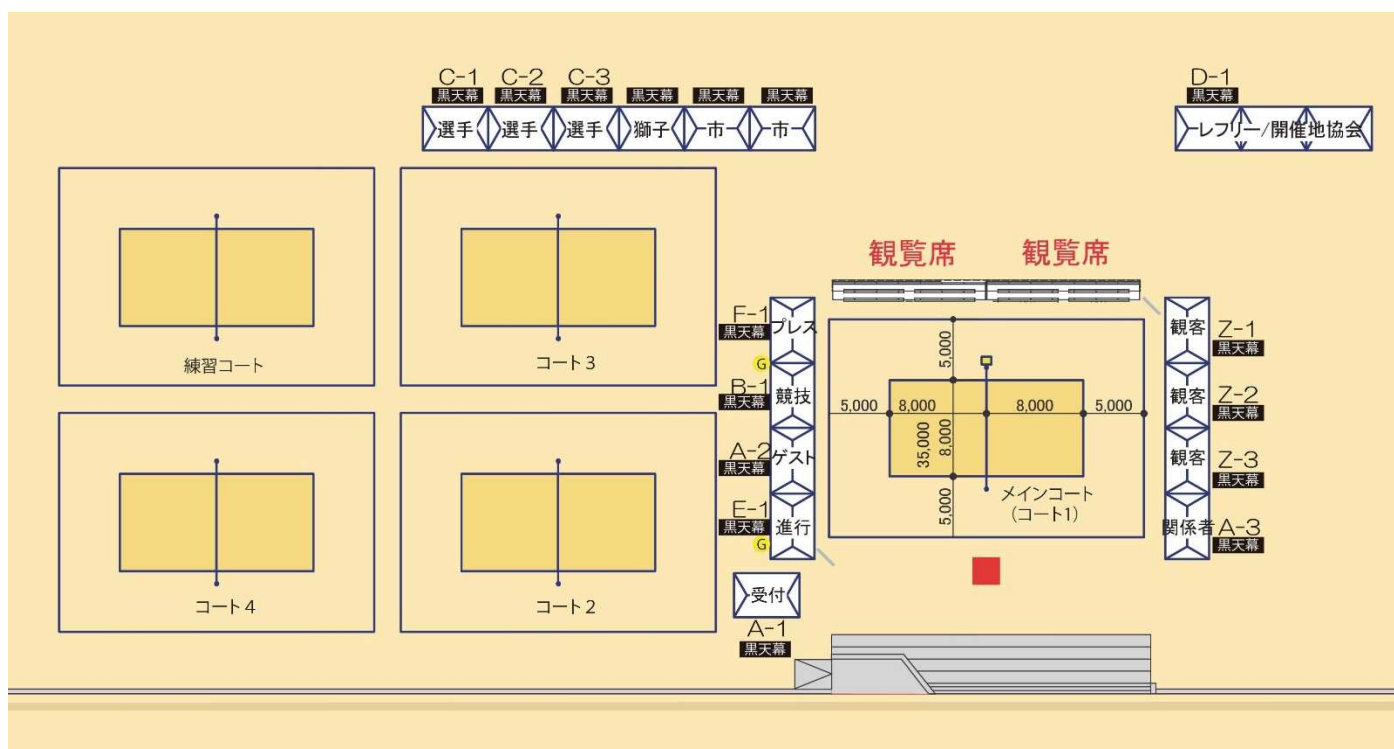 C-1 C-2 C-3
黒天幕 黒天幕 黒天幕 黒天幕 黒天幕 黒天幕
選手 選手 選手 獅子 市 市
D-1
黒天幕
レフリー/開催地協会
練習コート
コート3
コート4
コート2
観覧席 観覧席
F-1
黒天幕
プレス
G
B-1
黒天幕
競技
A-2
黒天幕
ゲスト
E-1
黒天幕
進行
G
受付
A-1
黒天幕
5,000
5,000 8,000 8,000 5,000
35,000
8,000
5,000
メインコート
(コート1)
観客 Z-1
黒天幕
観客 Z-2
黒天幕
観客 Z-3
黒天幕
関係者 A-3
黒天幕